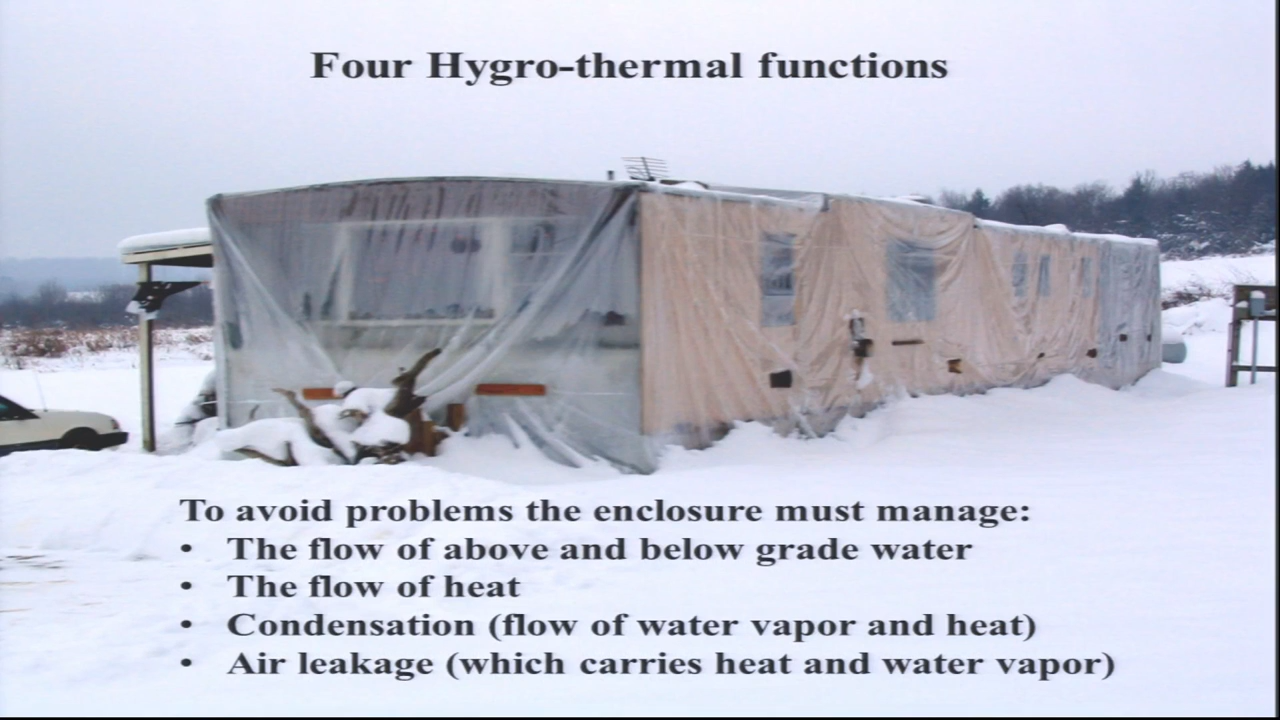 Four Hygro-thermal functions
To avoid problems the enclosure must manage:
• The flow of above and below grade water
• The flow of heat
• Condensation (flow of water vapor and heat)
• Air leakage (which carries heat and water vapor)